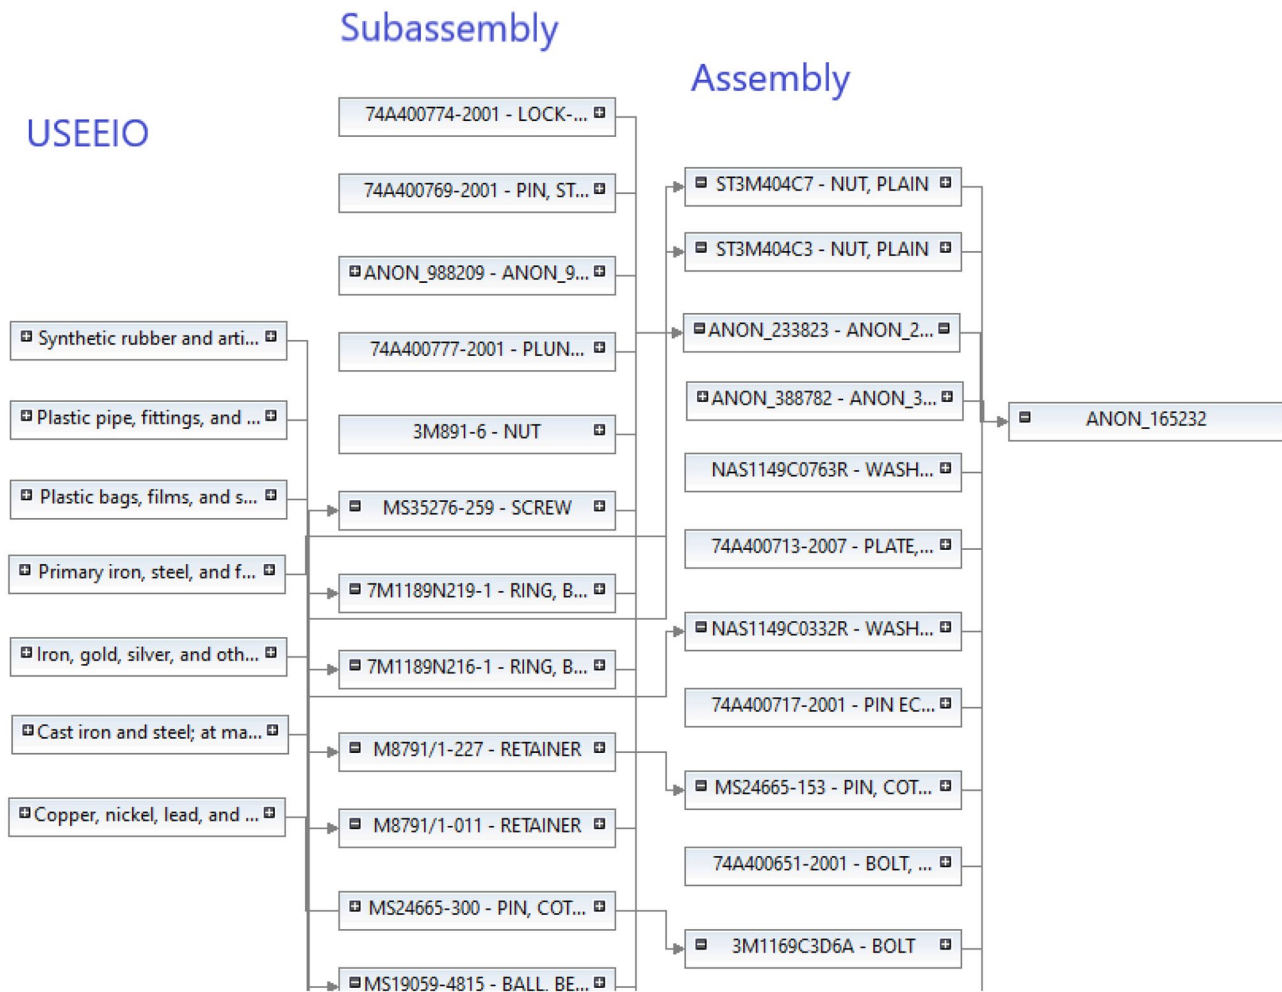 Subassembly
Assembly
USEEIO
74A400774-2001 - LOCK-...
74A400769-2001 - PIN, ST...
ANON_988209 - ANON_9...
74A400777-2001 - PLUN...
3M891-6 - NUT
MS35276-259 - SCREW
7M1189N219-1 - RING, B...
7M1189N216-1 - RING, B...
M8791/1-227 - RETAINER
M8791/1-011 - RETAINER
MS24665-300 - PIN, COT...
MS19059-4815 - BALL, BE...
ST3M404C7 - NUT, PLAIN
ST3M404C3 - NUT, PLAIN
ANON_233823 - ANON_2...
ANON_388782 - ANON_3...
NAS1149C0763R - WASH...
74A400713-2007 - PLATE,...
NAS1149C0332R - WASH...
74A400717-2001 - PIN EC...
MS24665-153 - PIN, COT...
74A400651-2001 - BOLT, ...
3M1169C3D6A - BOLT
Synthetic rubber and arti...
Plastic pipe, fittings, and ...
Plastic bags, films, and s...
Primary iron, steel, and f...
Iron, gold, silver, and oth...
Cast iron and steel; at ma...
Copper, nickel, lead, and ...
ANON_165232